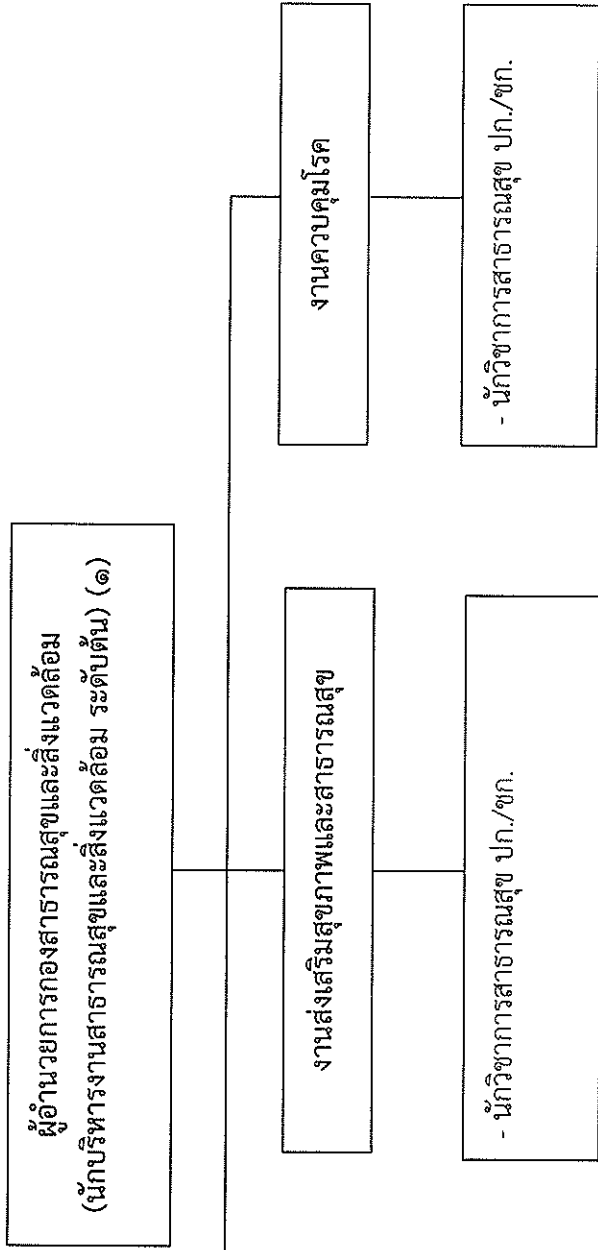 ผู้อำนวยการกองสาธารณสุขและสิ่งแวดล้อม
(นักบริหารงานสาธารณสุขและสิ่งแวดล้อม ระดับต้น) (๑)
งานส่งเสริมสุขภาพและสาธารณสุข
- นักวิชาการสาธารณสุข ปก./ชก.
งานควบคุมโรค
- นักวิชาการสาธารณสุข ปก./ชก.